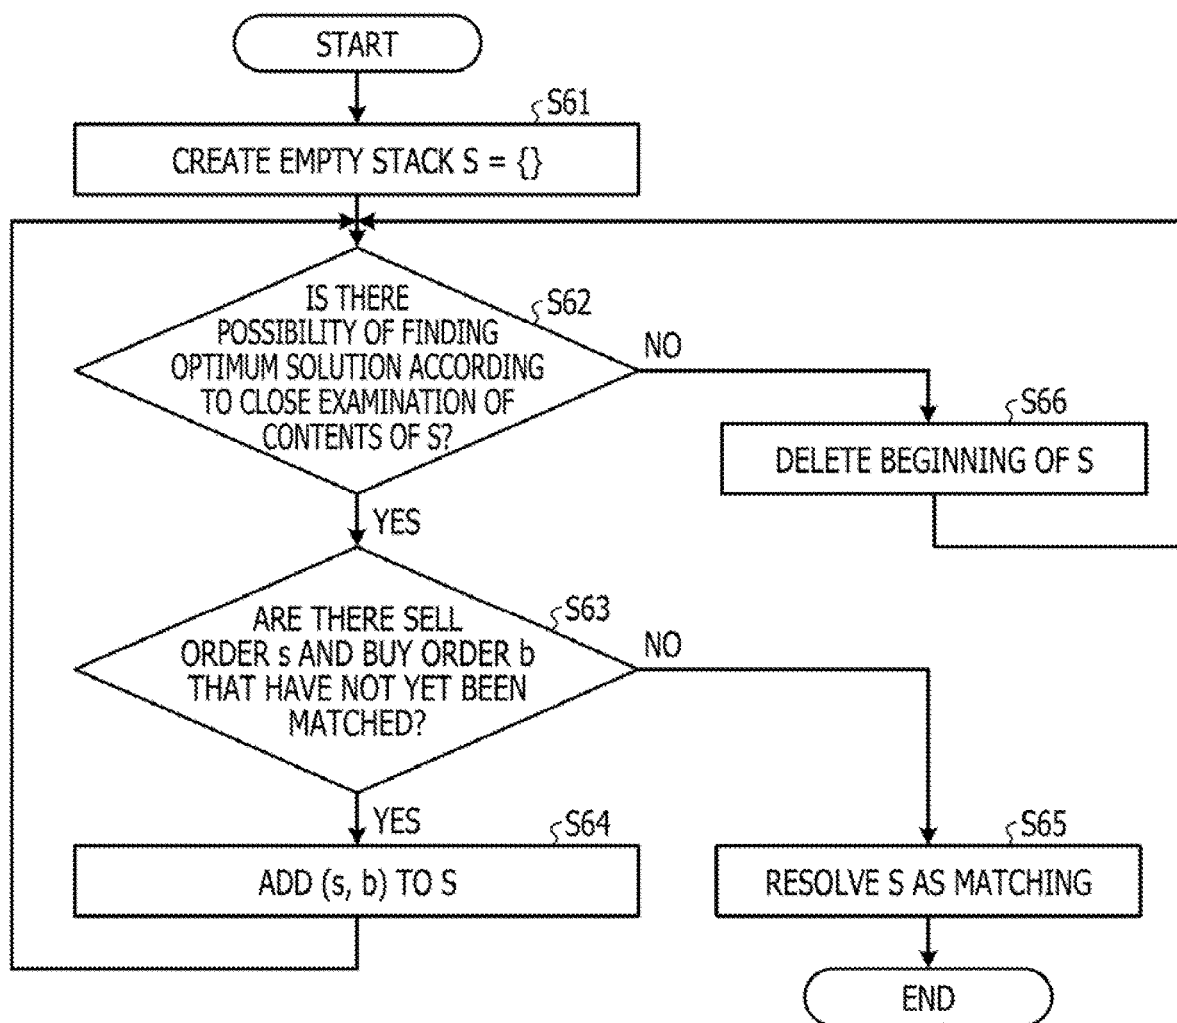 START
S61
CREATE EMPTY STACK S = {}
S62
IS THERE
POSSIBILITY OF FINDING
OPTIMUM SOLUTION ACCORDING
TO CLOSE EXAMINATION OF
CONTENTS OF S?
NO
S66
DELETE BEGINNING OF S
YES
S63
ARE THERE SELL
ORDER s AND BUY ORDER b
THAT HAVE NOT YET BEEN
MATCHED?
NO
YES
S64
ADD (s, b) TO S
S65
RESOLVE S AS MATCHING
END